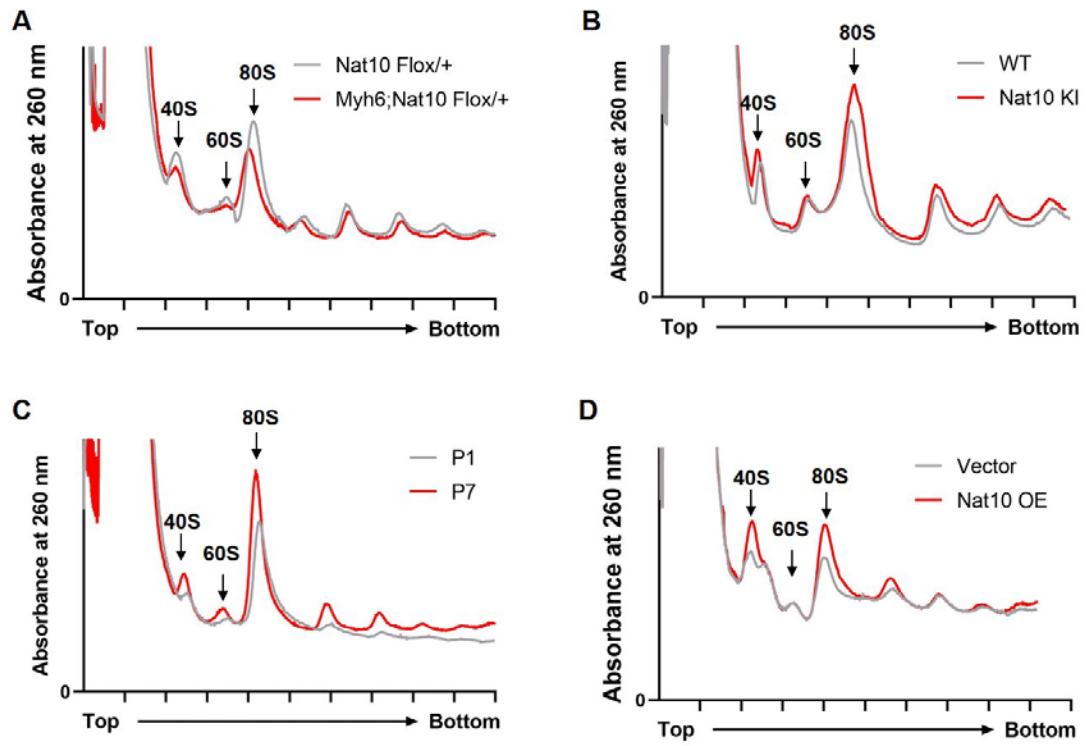 A
Absorbance at 260 nm
0
40S
60S
80S
Nat10 Flox/+
Myh6;Nat10 Flox/+
Top
Bottom
B
Absorbance at 260 nm
0
40S
60S
80S
WT
Nat10 KI
Top
Bottom
C
Absorbance at 260 nm
0
40S
60S
80S
P1
P7
Top
Bottom
D
Absorbance at 260 nm
0
40S
60S
80S
Vector
Nat10 OE
Top
Bottom